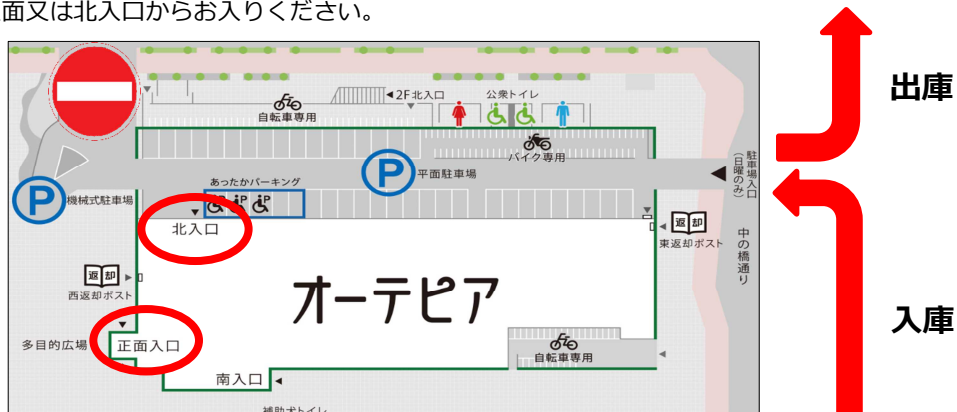 面又は北入口からお入りください。
出庫
◀2F北入口
公衆トイレ
自転車専用
バイク専用
駐車場入口
(日曜のみ)
P
平面駐車場
あったかパーキング
P P P
P
機械式駐車場
北入口
返却
東返却ポスト
中の橋通り
返却
西返却ポスト
オーテピア
入庫
多目的広場
正面入口
自転車専用
南入口
補助犬トイレ